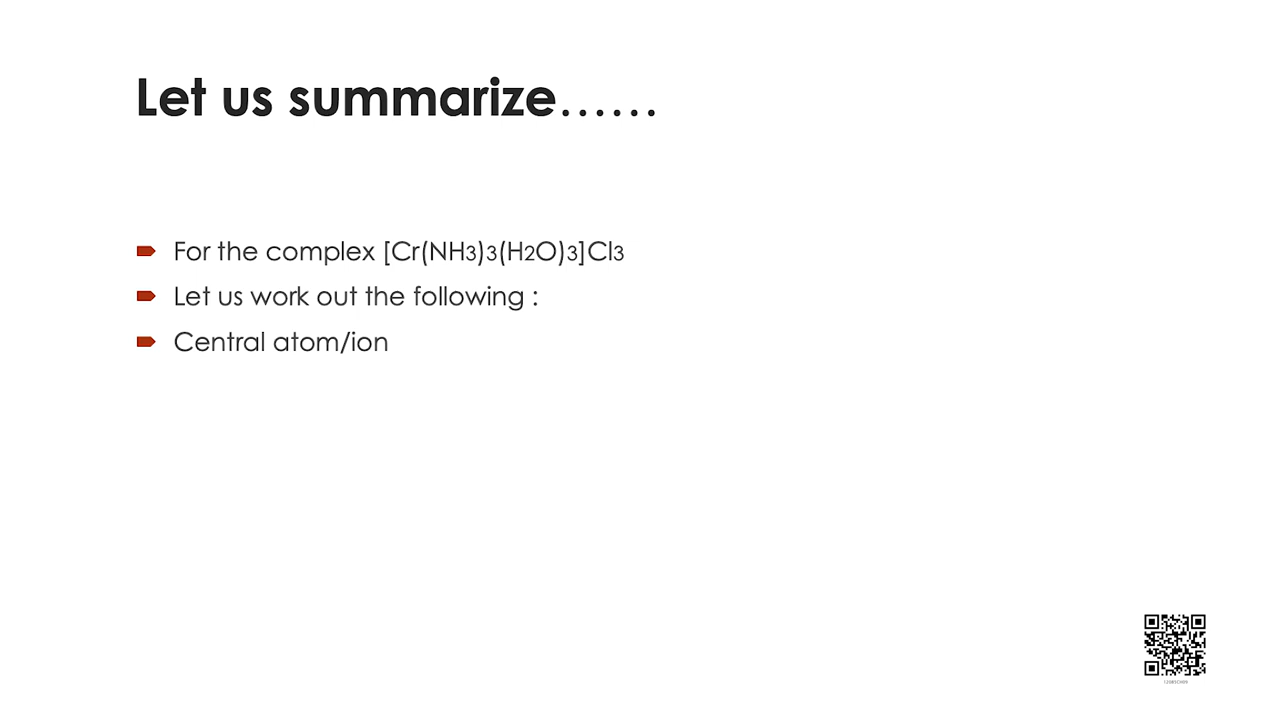 Let us summarize......
For the complex [Cr(NH3)3(H2O)3]Cl3
Let us work out the following :
Central atom/ion